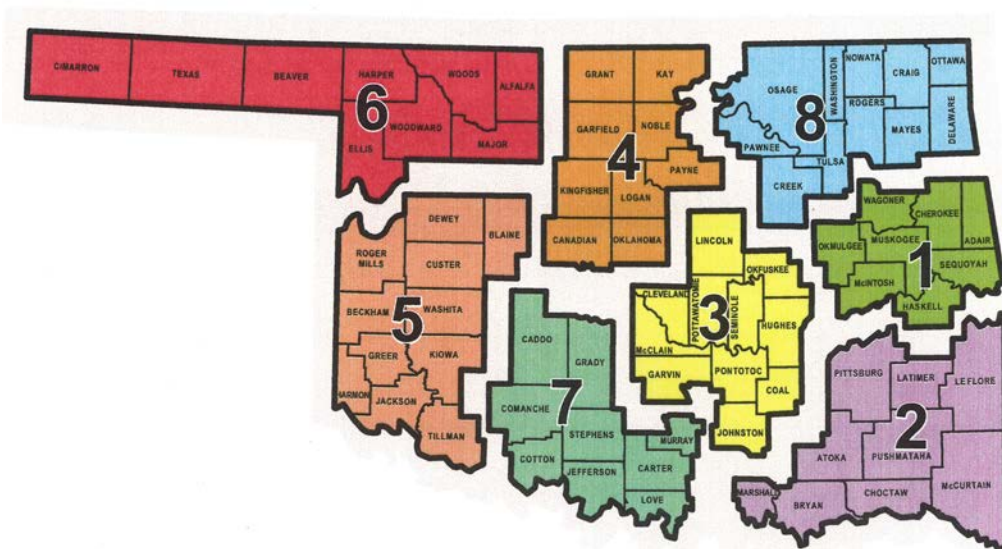 CIMARRON
TEXAS
BEAVER
HARPER
WOODS
ALFALFA
6
WOODWARD
ELLIS
MAJOR
GRANT
KAY
GARFIELD
NOBLE
4
PAYNE
KINGFISHER
LOGAN
CANADIAN
OKLAHOMA
OSAGE
WASHINGTON
NOWATA
CRAIG
OTTAWA
ROGERS
8
MAYES
DELAWARE
PAWNEE
TULSA
CREEK
WAGONER
CHEROKEE
ADAIR
OKMULGEE
MUSKOGEE
1
SEQUOYAH
McINTOSH
HASKELL
DEWEY
BLAINE
ROGER
MILLS
CUSTER
BECKHAM
5
WASHITA
GREER
KIOWA
HARMON
JACKSON
TILLMAN
LINCOLN
OKFUSKEE
CLEVELAND
POTTAWATOMIE
3
SEMINOLE
HUGHES
McCLAIN
GARVIN
PONTOTOC
COAL
JOHNSTON
CADDO
GRADY
COMANCHE
7
STEPHENS
MURRAY
COTTON
JEFFERSON
CARTER
LOVE
PITTSBURG
LATIMER
LEFLORE
2
ATOKA
PUSHMATAHA
MARSHALL
BRYAN
CHOCTAW
McCURTAIN